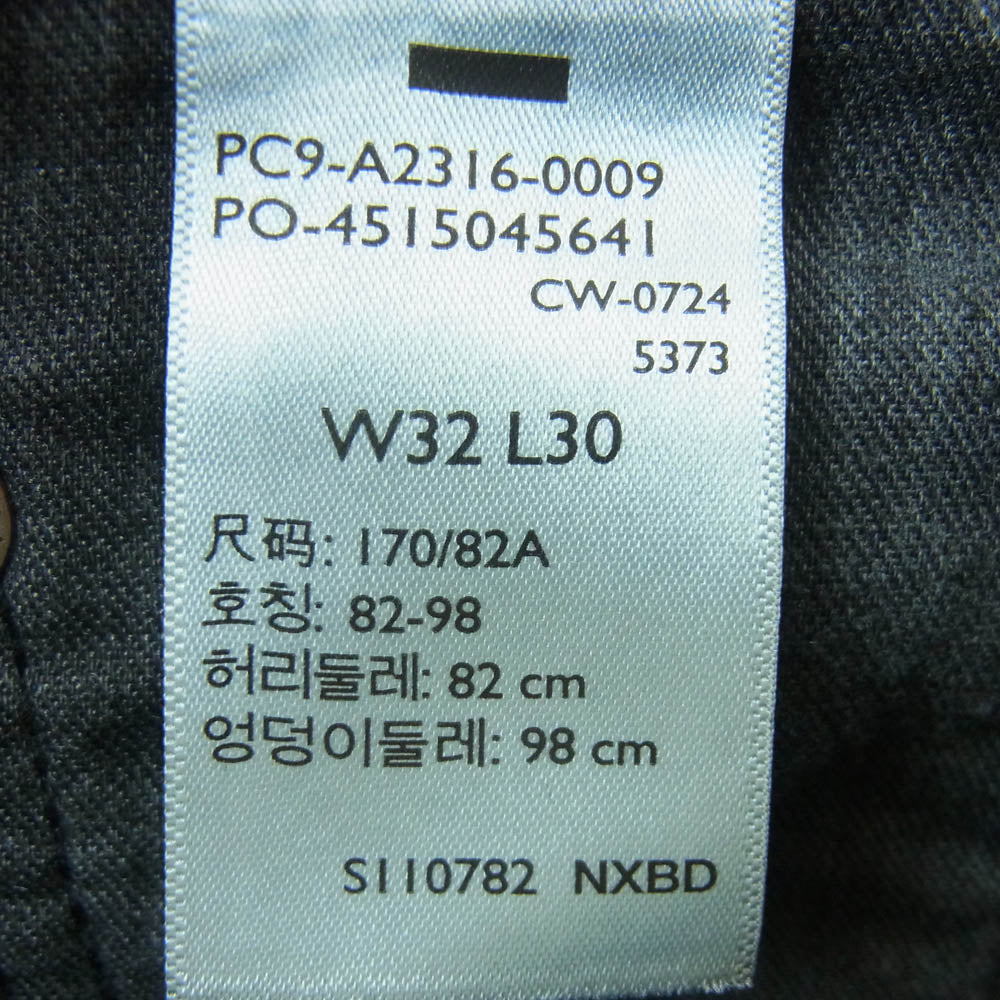 PC9-A2316-0009
PO-4515045641
CW-0724
5373
W32 L30
尺码: 170/82A
호칭: 82-98
허리둘레: 82 cm
엉덩이둘레: 98 cm
S110782 NXBD